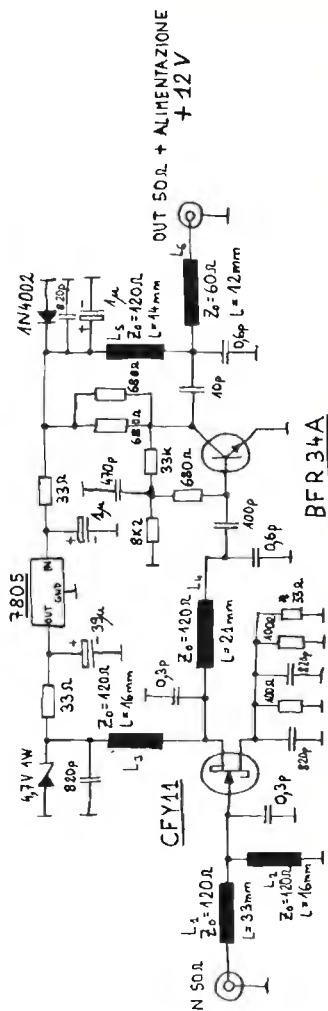 OUT 50Ω + ALIMENTAZIONE
+12V
1N4002
820p
+ -
1μ
L5
Z₀=120Ω
L=14mm
L6
Z₀=60Ω
L=12mm
0,6p
10p
680Ω
680Ω
33k
470p
8K2
680Ω
33Ω
1μ
+ -
7805
OUT
GND
IN
+ -
39μ
33Ω
4,7V 1W
820p
Z₀=120Ω
L=16mm
L3
CFY11
0,3p
L4
Z₀=120Ω
L=21mm
100p
0,6p
BFR34A
33Ω
100Ω
820p
100Ω
820p
0,3p
L1
Z₀=120Ω
L=33mm
L2
Z₀=120Ω
L=16mm
N 50Ω